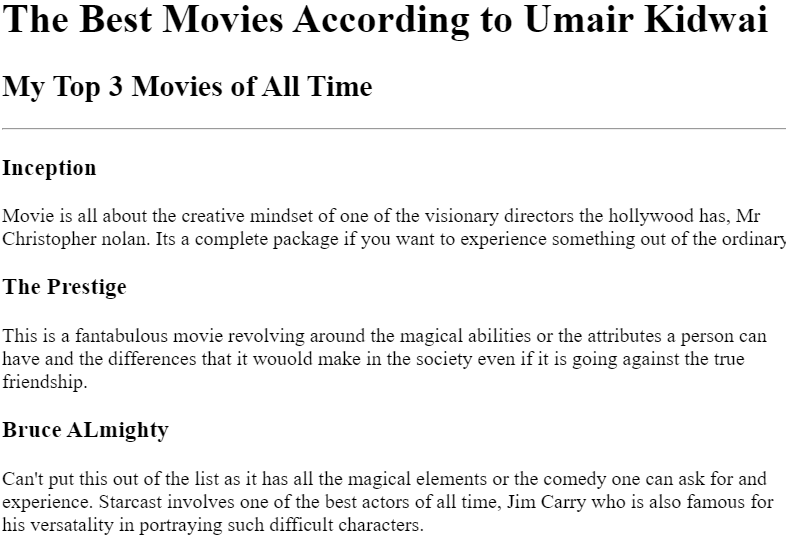 The Best Movies According to Umair Kidwai
My Top 3 Movies of All Time
Inception
Movie is all about the creative mindset of one of the visionary directors the hollywood has, Mr
Christopher nolan. Its a complete package if you want to experience something out of the ordinary
The Prestige
This is a fantabulous movie revolving around the magical abilities or the attributes a person can
have and the differences that it wouold make in the society even if it is going against the true
friendship.
Bruce ALmighty
Can't put this out of the list as it has all the magical elements or the comedy one can ask for and
experience. Starcast involves one of the best actors of all time, Jim Carry who is also famous for
his versatality in portraying such difficult characters.